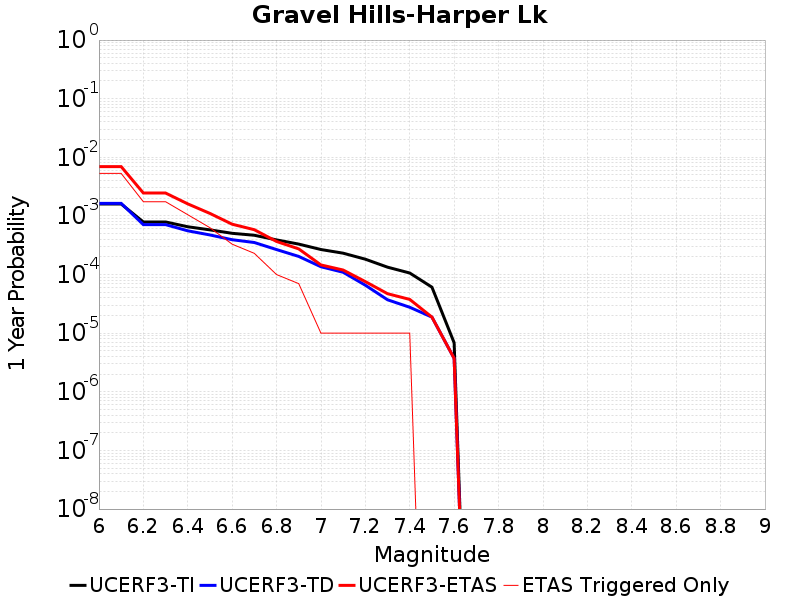 Gravel Hills-Harper Lk
1 Year Probability
10^0
10^-1
10^-2
10^-3
10^-4
10^-5
10^-6
10^-7
10^-8
6 6.2 6.4 6.6 6.8 7 7.2 7.4 7.6 7.8 8 8.2 8.4 8.6 8.8 9
Magnitude
UCERF3-TI UCERF3-TD UCERF3-ETAS ETAS Triggered Only